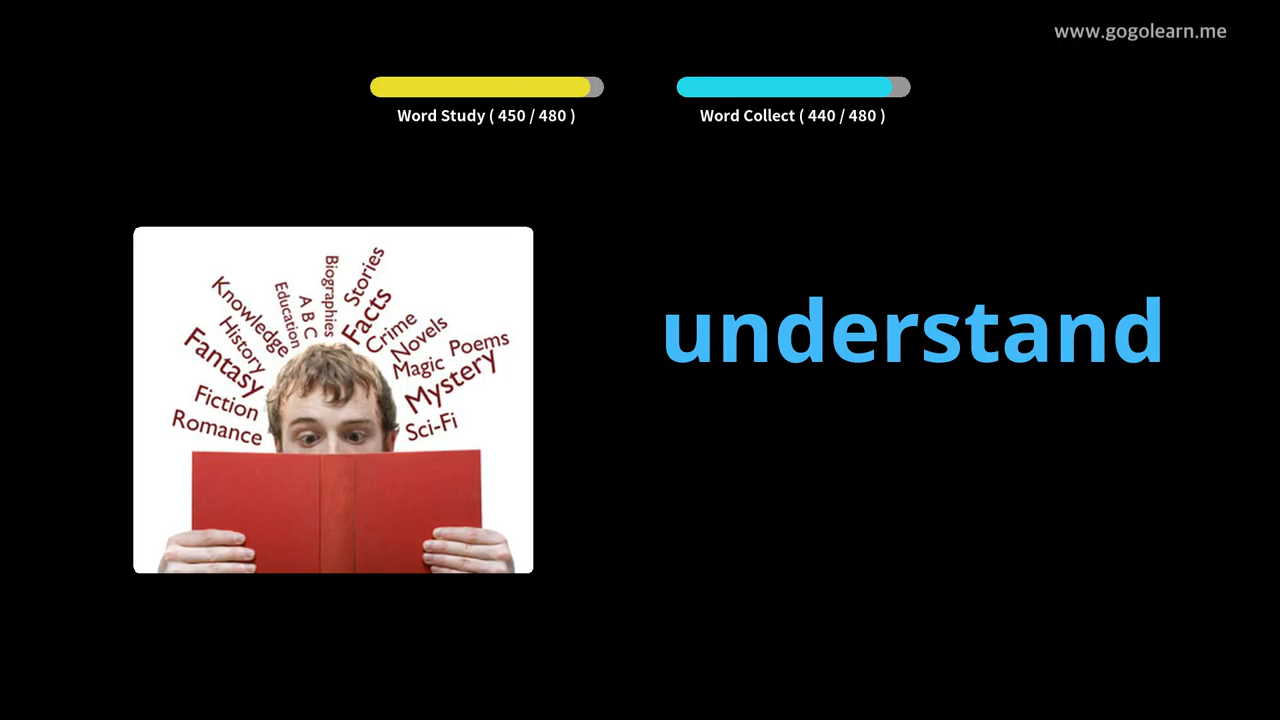 www.gogolearn.me
Word Study ( 450 / 480 )
Word Collect ( 440 / 480 )
Stories
Biographies
Facts
Education
A B C
Knowledge
Crime
History
Novels
Poems
Fantasy
Magic
Mystery
Fiction
Romance
Sci-Fi
understand